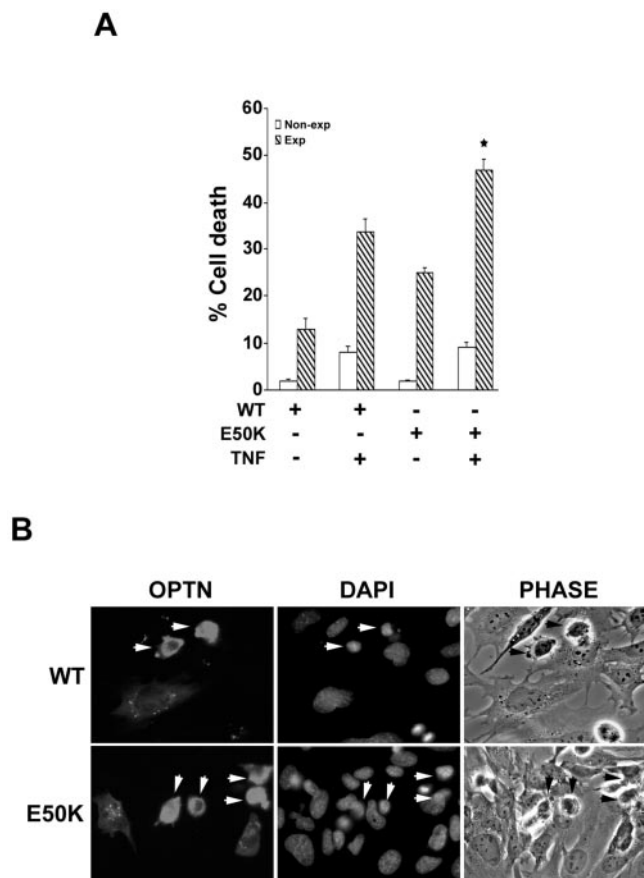 A
60
50
40
30
20
10
0
% Cell death
Non-exp
Exp
★
WT + + - -
E50K - - + +
TNF - + - +
B
OPTN DAPI PHASE
WT
E50K